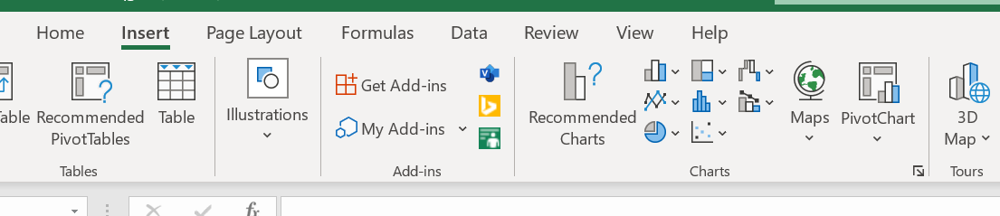 Home Insert Page Layout Formulas Data Review View Help
Table Recommended PivotTables Table
Illustrations
Get Add-ins
My Add-ins
Recommended Charts
Maps PivotChart
3D Map
Tables Add-ins Charts Tours
fx